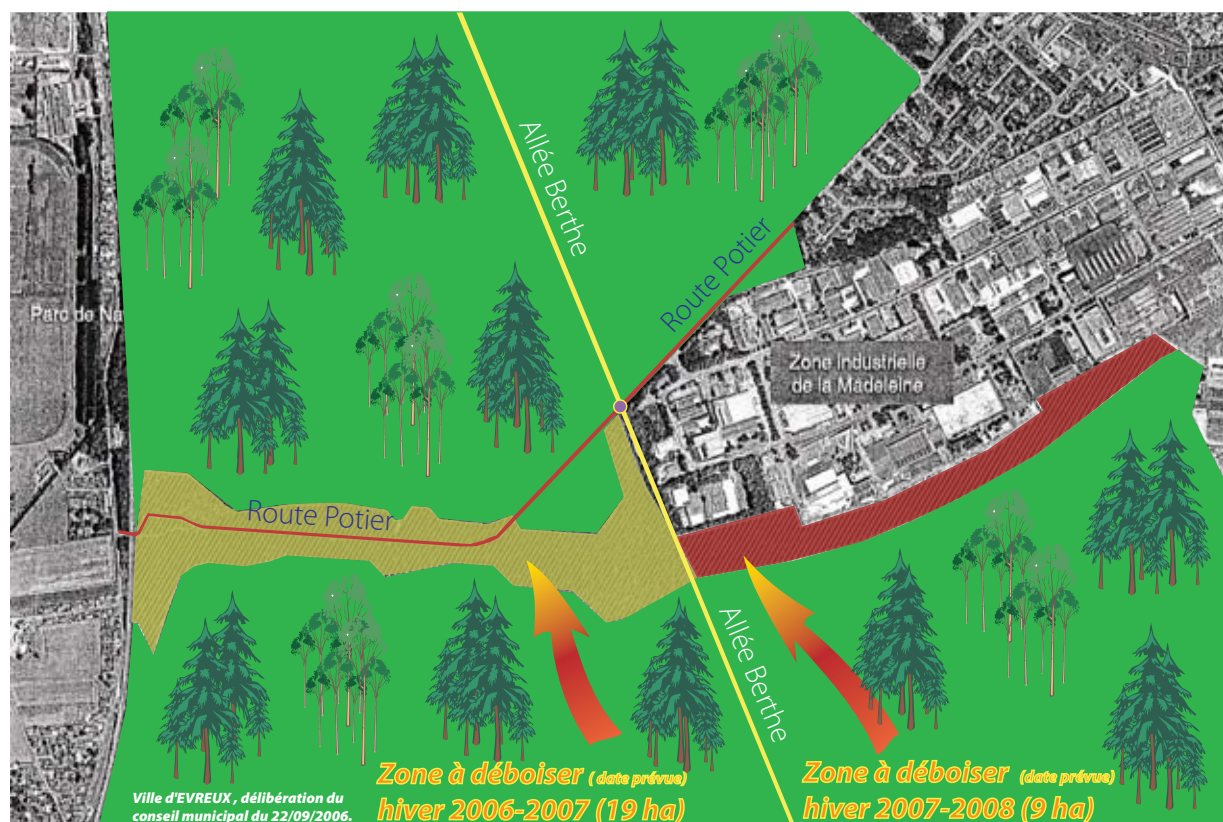 Allée Berthe
Route Potier
Parc de Na
Zone Industrielle
de la Madeleine
Route Potier
Allée Berthe
Zone à déboiser (date prévue)
hiver 2006-2007 (19 ha)
Zone à déboiser (date prévue)
hiver 2007-2008 (9 ha)
Ville d'EVREUX , délibération du
conseil municipal du 22/09/2006.